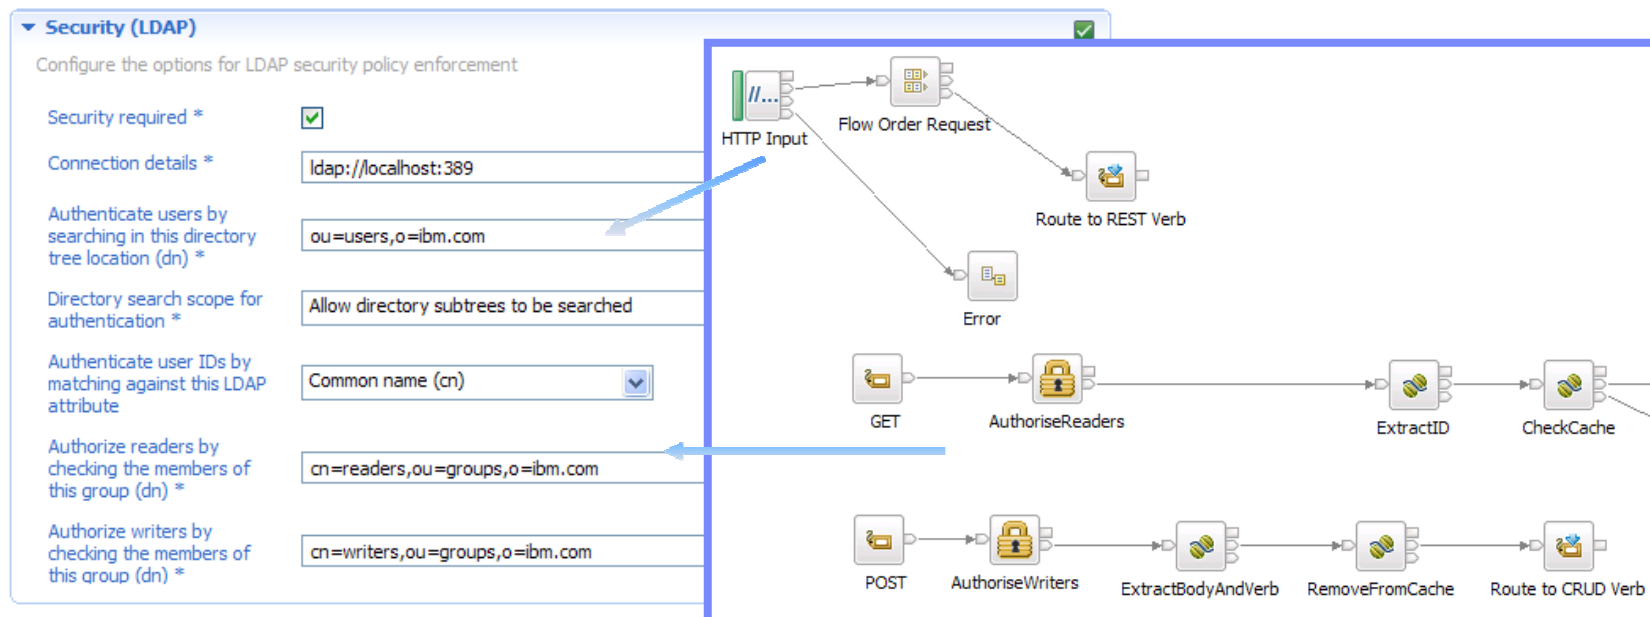 Security (LDAP)
Configure the options for LDAP security policy enforcement
Security required *
Connection details *
ldap://localhost:389
Authenticate users by
searching in this directory
tree location (dn) *
ou=users,o=ibm.com
Directory search scope for
authentication *
Allow directory subtrees to be searched
Authenticate user IDs by
matching against this LDAP
attribute
Common name (cn)
Authorize readers by
checking the members of
this group (dn) *
cn=readers,ou=groups,o=ibm.com
Authorize writers by
checking the members of
this group (dn) *
cn=writers,ou=groups,o=ibm.com
//...
HTTP Input
Flow Order Request
Route to REST Verb
Error
GET
AuthoriseReaders
ExtractID
CheckCache
POST
AuthoriseWriters
ExtractBodyAndVerb
RemoveFromCache
Route to CRUD Verb